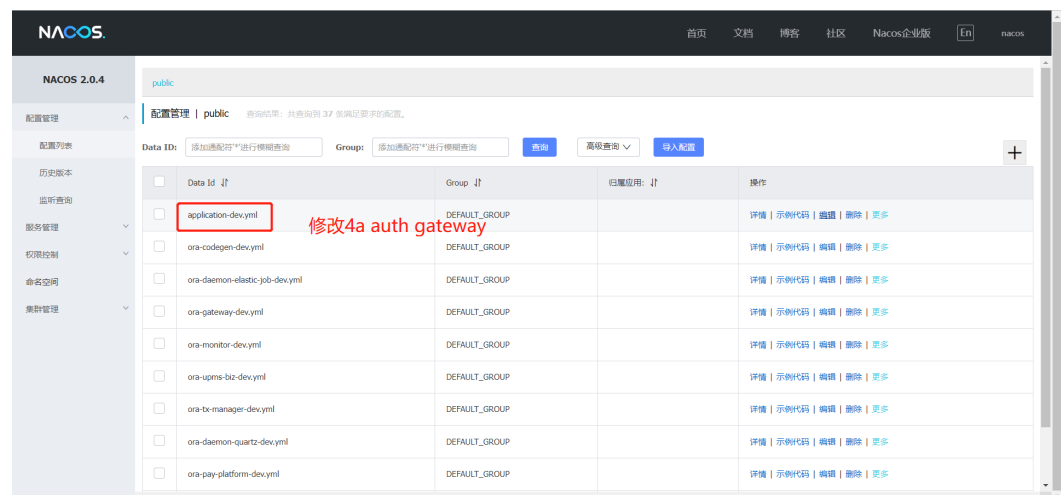 NACOS.
首页 文档 博客 社区 Nacos企业版 En nacos
NACOS 2.0.4
配置管理
配置列表
历史版本
监听查询
服务管理
权限控制
命名空间
集群管理
public
配置管理 | public 查询结果：共查询到 37 条满足要求的配置。
Data ID: 添加通配符'*'进行模糊查询 Group: 添加通配符'*'进行模糊查询 查询 高级查询 导入配置 +
Data Id Group 归属应用: 操作
application-dev.yml DEFAULT_GROUP 详情 | 示例代码 | 编辑 | 删除 | 更多
修改4a auth gateway
ora-codegen-dev.yml DEFAULT_GROUP 详情 | 示例代码 | 编辑 | 删除 | 更多
ora-daemon-elastic-job-dev.yml DEFAULT_GROUP 详情 | 示例代码 | 编辑 | 删除 | 更多
ora-gateway-dev.yml DEFAULT_GROUP 详情 | 示例代码 | 编辑 | 删除 | 更多
ora-monitor-dev.yml DEFAULT_GROUP 详情 | 示例代码 | 编辑 | 删除 | 更多
ora-upms-biz-dev.yml DEFAULT_GROUP 详情 | 示例代码 | 编辑 | 删除 | 更多
ora-tx-manager-dev.yml DEFAULT_GROUP 详情 | 示例代码 | 编辑 | 删除 | 更多
ora-daemon-quartz-dev.yml DEFAULT_GROUP 详情 | 示例代码 | 编辑 | 删除 | 更多
ora-pay-platform-dev.yml DEFAULT_GROUP 详情 | 示例代码 | 编辑 | 删除 | 更多